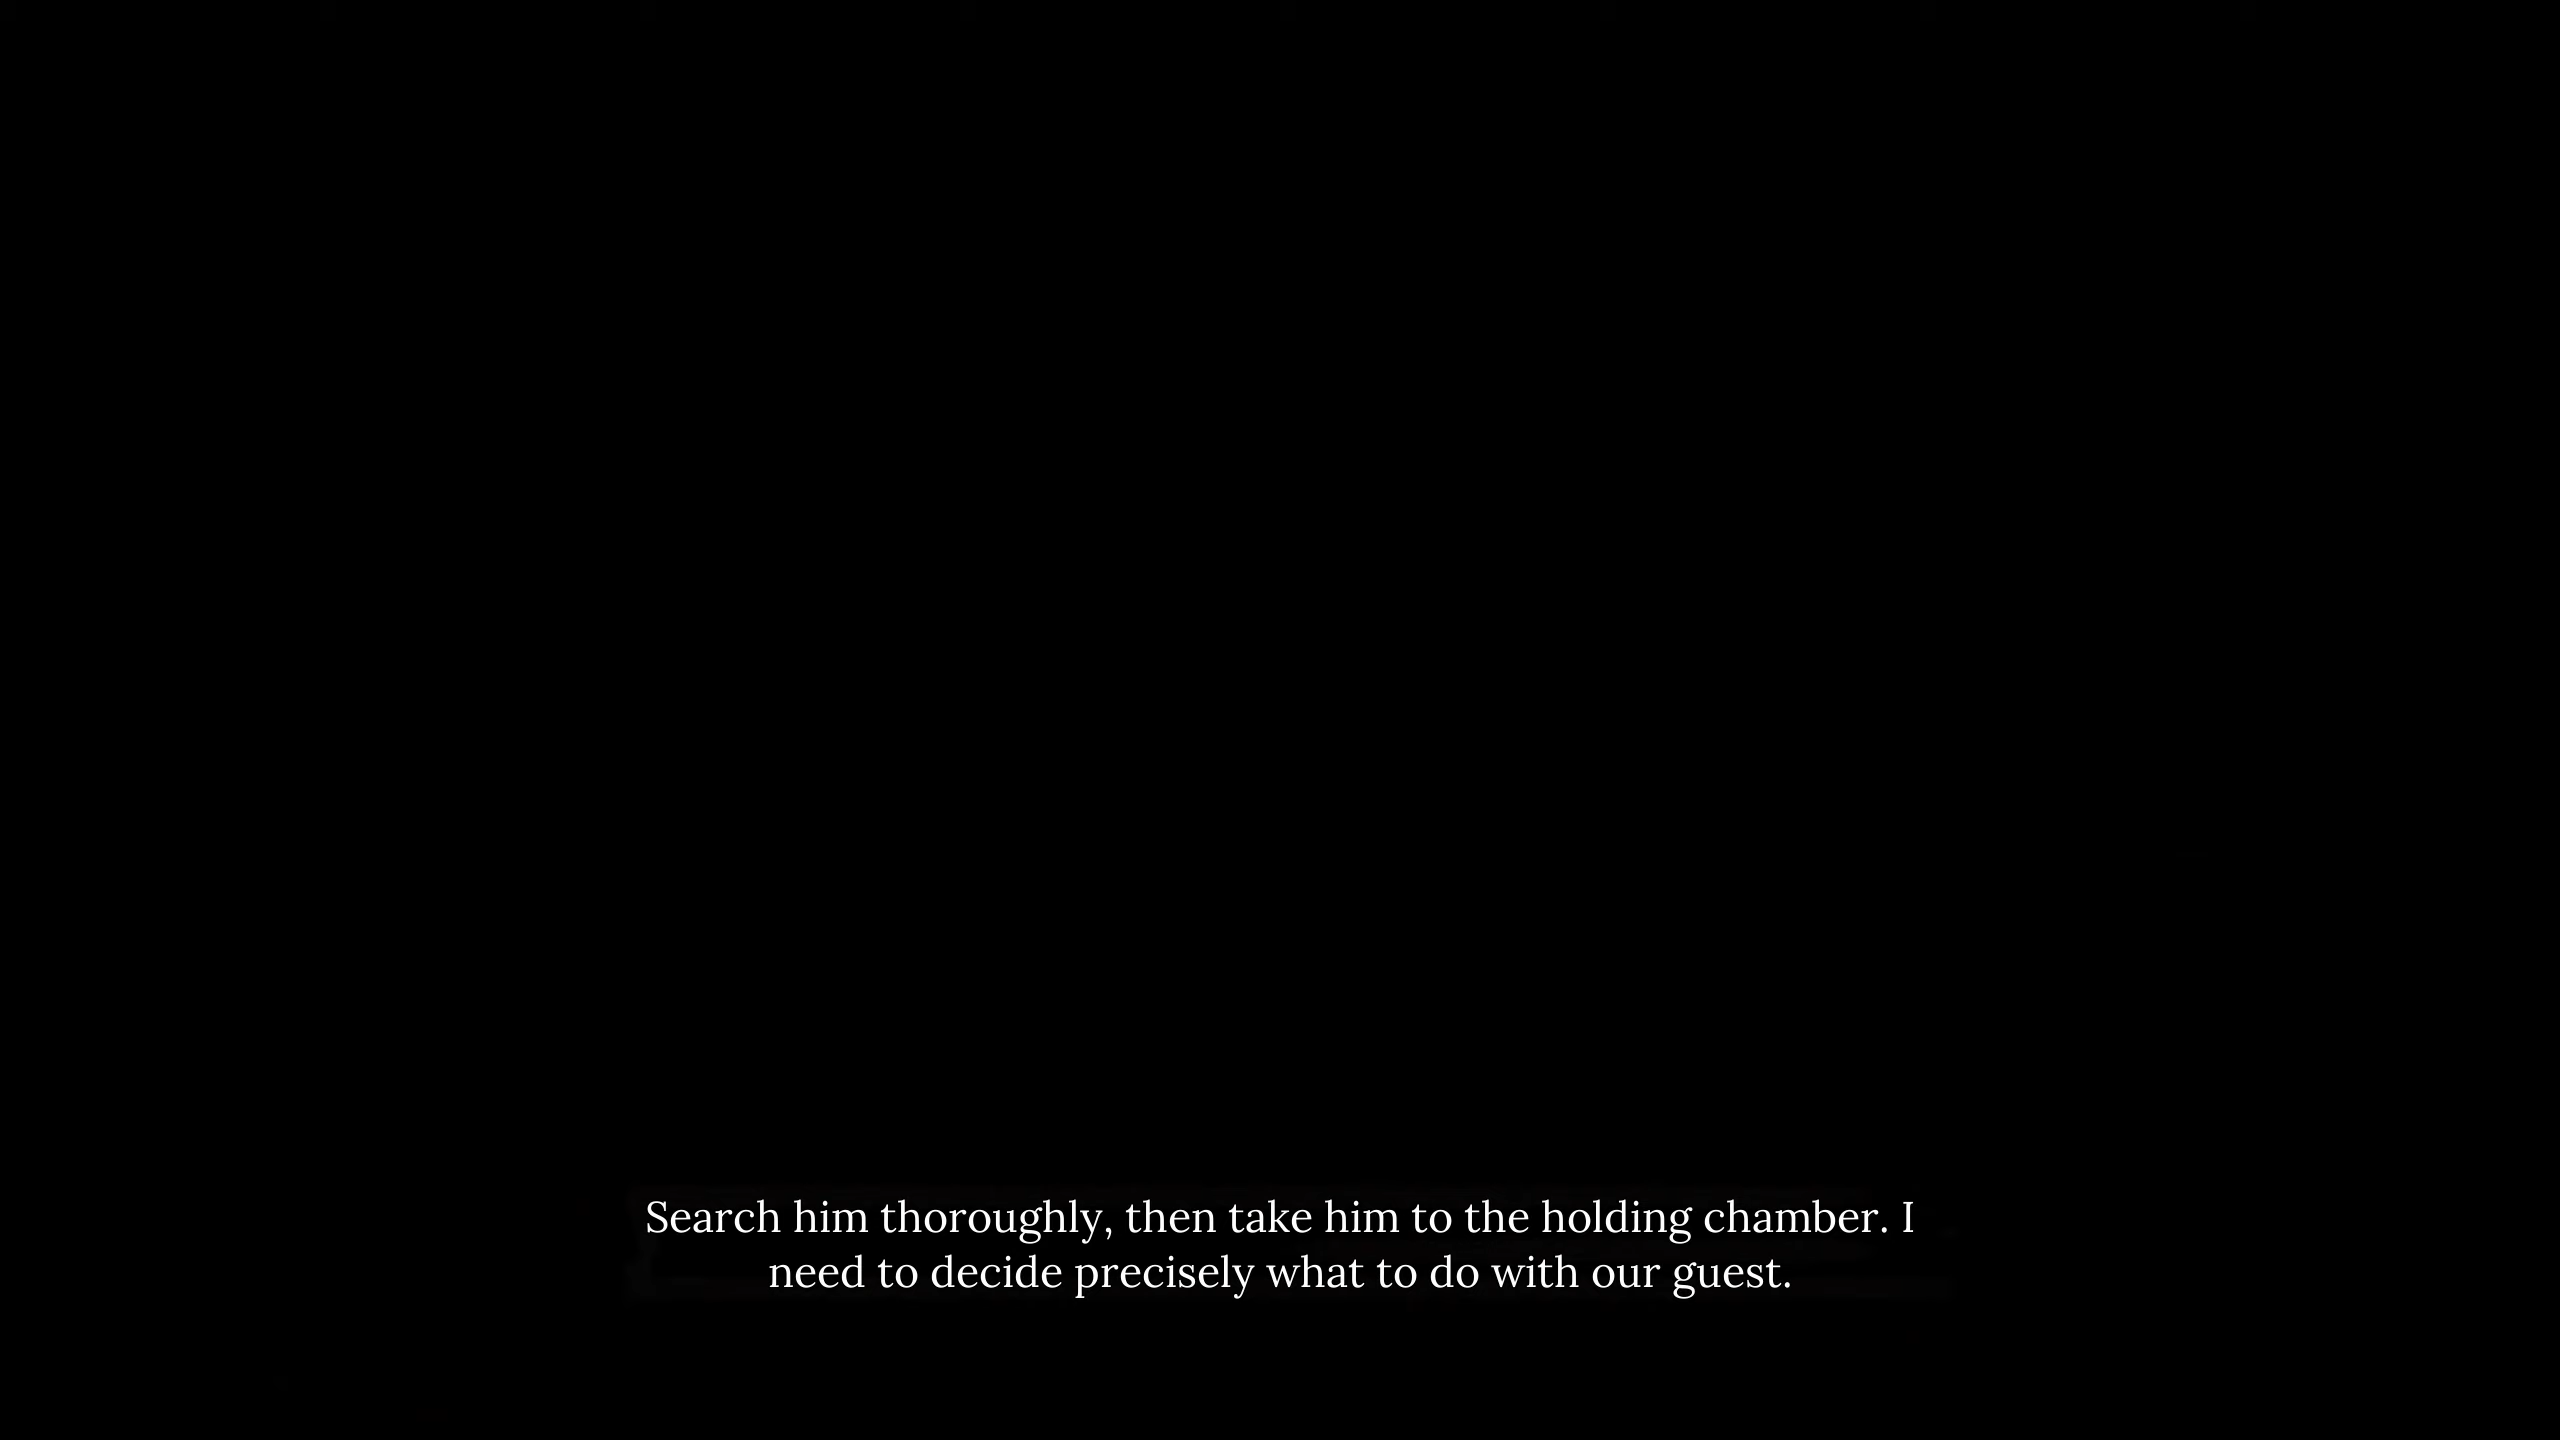 Search him thoroughly, then take him to the holding chamber. I
need to decide precisely what to do with our guest.